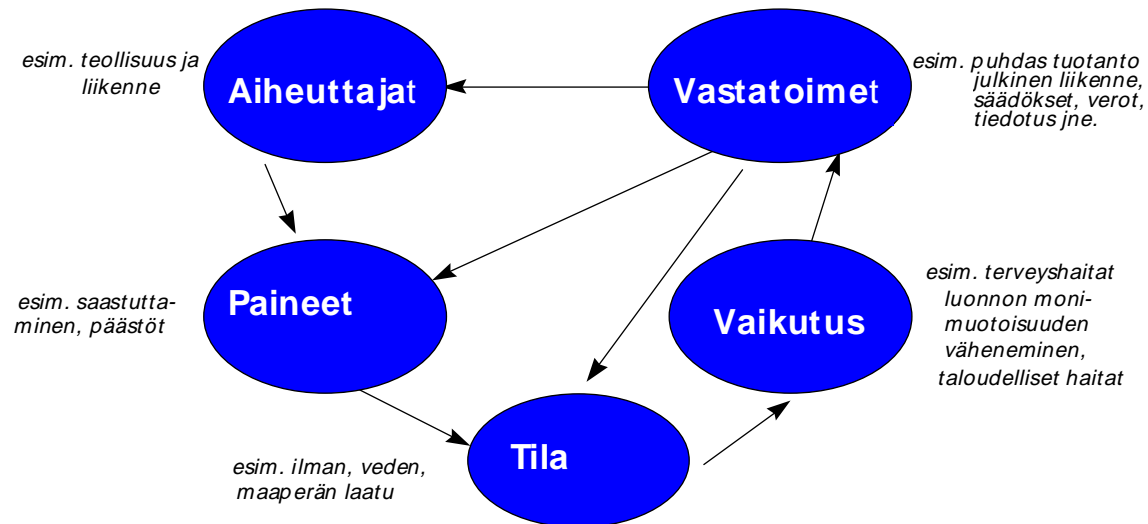 esim. teollisuus ja
liikenne
Aiheuttajat
Vastatoimet
esim. puhdas tuotanto
julkinen liikenne,
säädökset, verot,
tiedotus jne.
esim. saastutta-
minen, päästöt
Paineet
Vaikutus
esim. terveyshaitat
luonnon moni-
muotoisuuden
väheneminen,
taloudelliset haitat
esim. ilman, veden,
maaperän laatu
Tila